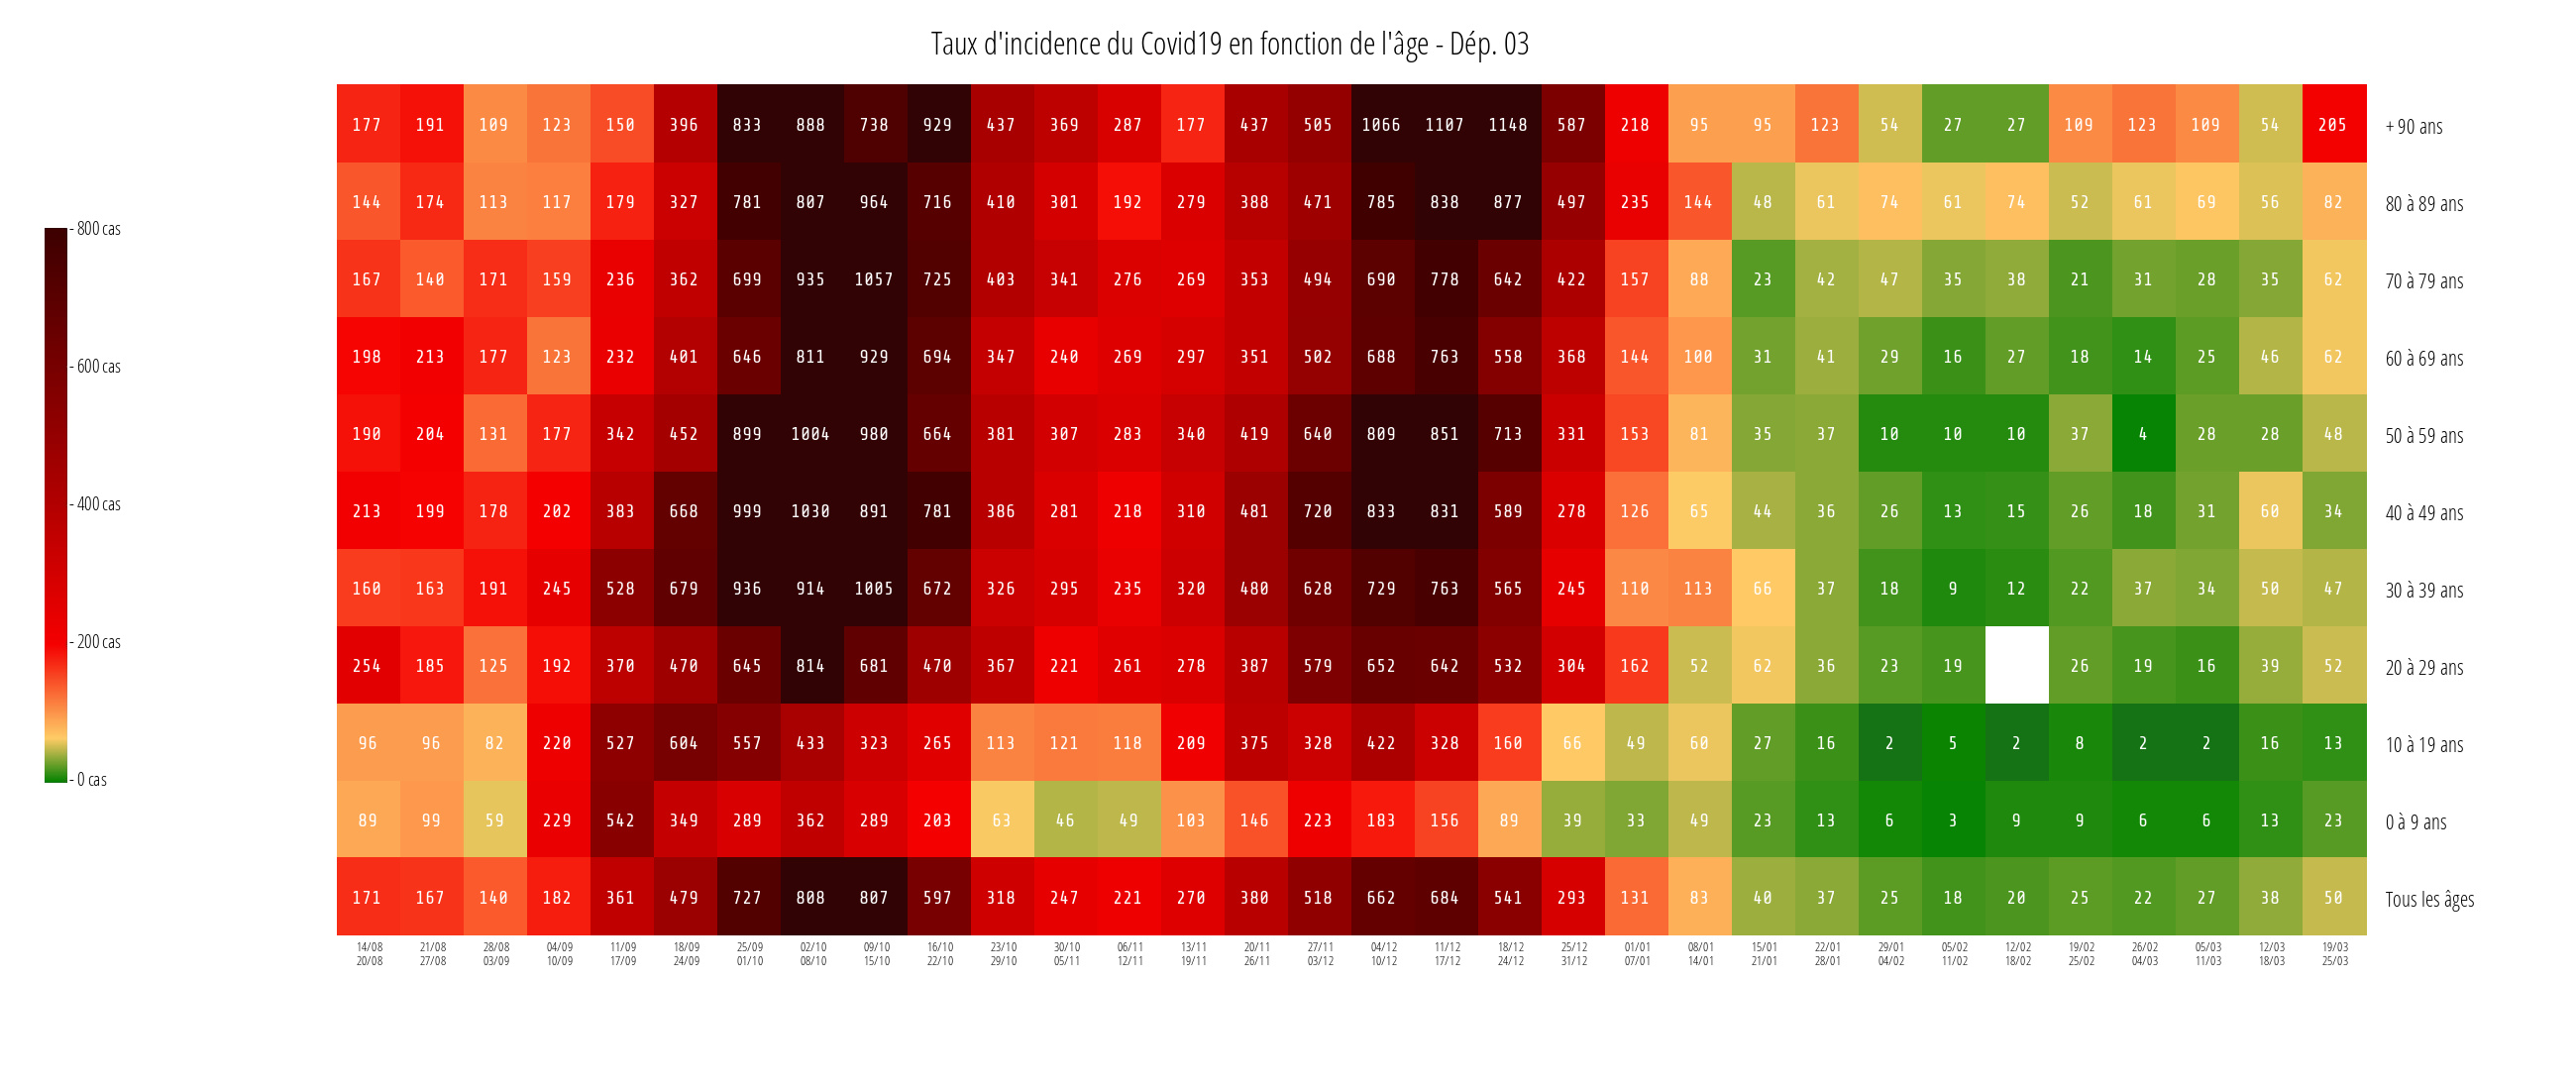 Taux d'incidence du Covid19 en fonction de l'âge - Dép. 03
- 800 cas
- 600 cas
- 400 cas
- 200 cas
- 0 cas
177 191 109 123 150 396 833 888 738 929 437 369 287 177 437 505 1066 1107 1148 587 218 95 95 123 54 27 27 109 123 109 54 205 + 90 ans
144 174 113 117 179 327 781 807 964 716 410 301 192 279 388 471 785 838 877 497 235 144 48 61 74 61 74 52 61 69 56 82 80 à 89 ans
167 140 171 159 236 362 699 935 1057 725 403 341 276 269 353 494 690 778 642 422 157 88 23 42 47 35 38 21 31 28 35 62 70 à 79 ans
198 213 177 123 232 401 646 811 929 694 347 240 269 297 351 502 688 763 558 368 144 100 31 41 29 16 27 18 14 25 46 62 60 à 69 ans
190 204 131 177 342 452 899 1004 980 664 381 307 283 340 419 640 809 851 713 331 153 81 35 37 10 10 10 37 4 28 28 48 50 à 59 ans
213 199 178 202 383 668 999 1030 891 781 386 281 218 310 481 720 833 831 589 278 126 65 44 36 26 13 15 26 18 31 60 34 40 à 49 ans
160 163 191 245 528 679 936 914 1005 672 326 295 235 320 480 628 729 763 565 245 110 113 66 37 18 9 12 22 37 34 50 47 30 à 39 ans
254 185 125 192 370 470 645 814 681 470 367 221 261 278 387 579 652 642 532 304 162 52 62 36 23 19 26 19 16 39 52 20 à 29 ans
96 96 82 220 527 604 557 433 323 265 113 121 118 209 375 328 422 328 160 66 49 60 27 16 2 5 2 8 2 2 16 13 10 à 19 ans
89 99 59 229 542 349 289 362 289 203 63 46 49 103 146 223 183 156 89 39 33 49 23 13 6 3 9 9 6 6 13 23 0 à 9 ans
171 167 140 182 361 479 727 808 807 597 318 247 221 270 380 518 662 684 541 293 131 83 40 37 25 18 20 25 22 27 38 50 Tous les âges
14/08 21/08 28/08 04/09 11/09 18/09 25/09 02/10 09/10 16/10 23/10 30/10 06/11 13/11 20/11 27/11 04/12 11/12 18/12 25/12 01/01 08/01 15/01 22/01 29/01 05/02 12/02 19/02 26/02 05/03 12/03 19/03
20/08 27/08 03/09 10/09 17/09 24/09 01/10 08/10 15/10 22/10 29/10 05/11 12/11 19/11 26/11 03/12 10/12 17/12 24/12 31/12 07/01 14/01 21/01 28/01 04/02 11/02 18/02 25/02 04/03 11/03 18/03 25/03